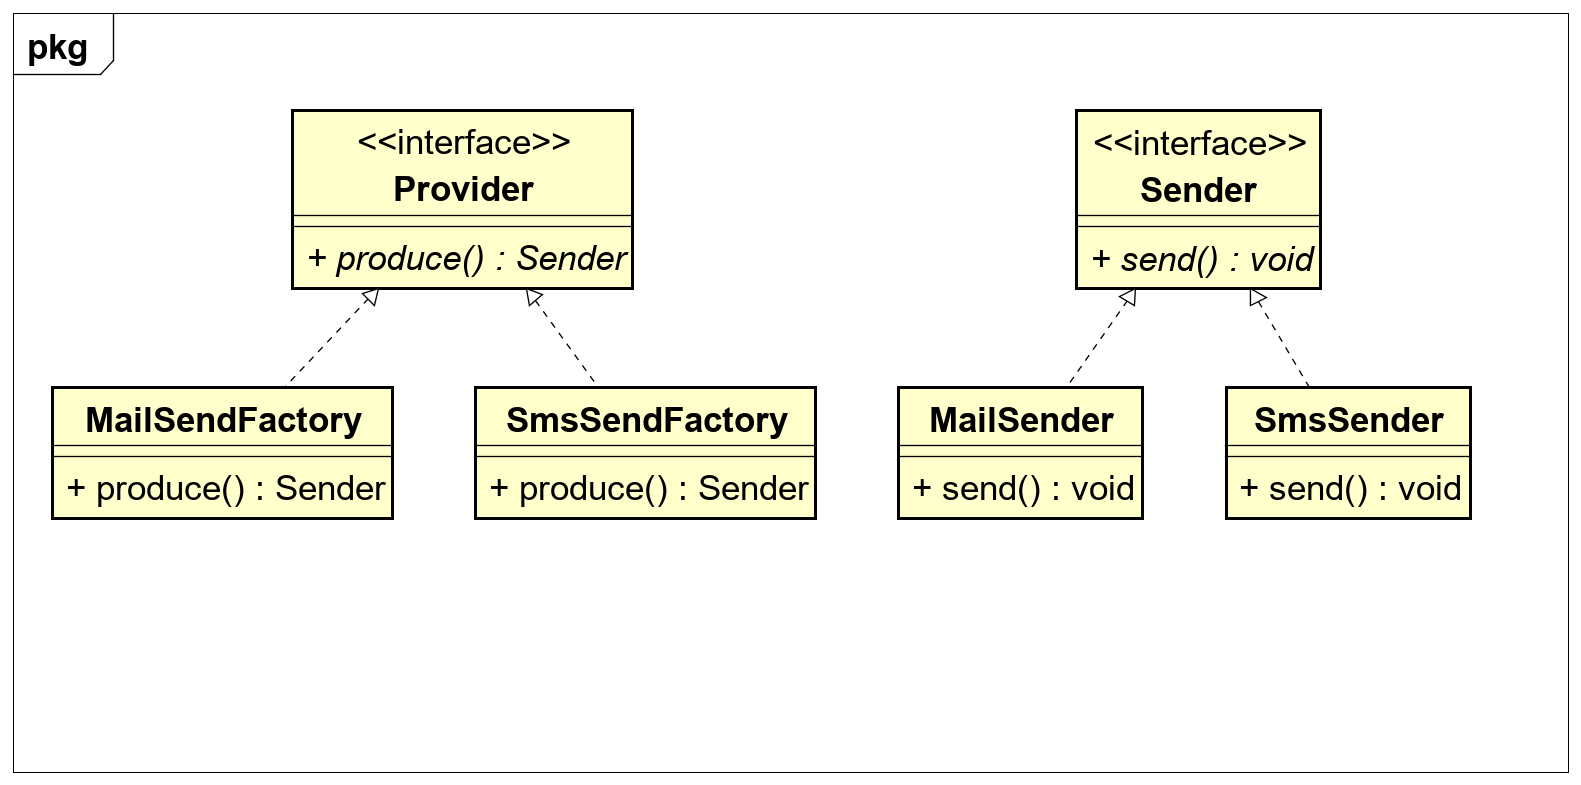 pkg
<<interface>>
Provider
+ produce() : Sender
<<interface>>
Sender
+ send() : void
MailSendFactory
+ produce() : Sender
SmsSendFactory
+ produce() : Sender
MailSender
+ send() : void
SmsSender
+ send() : void